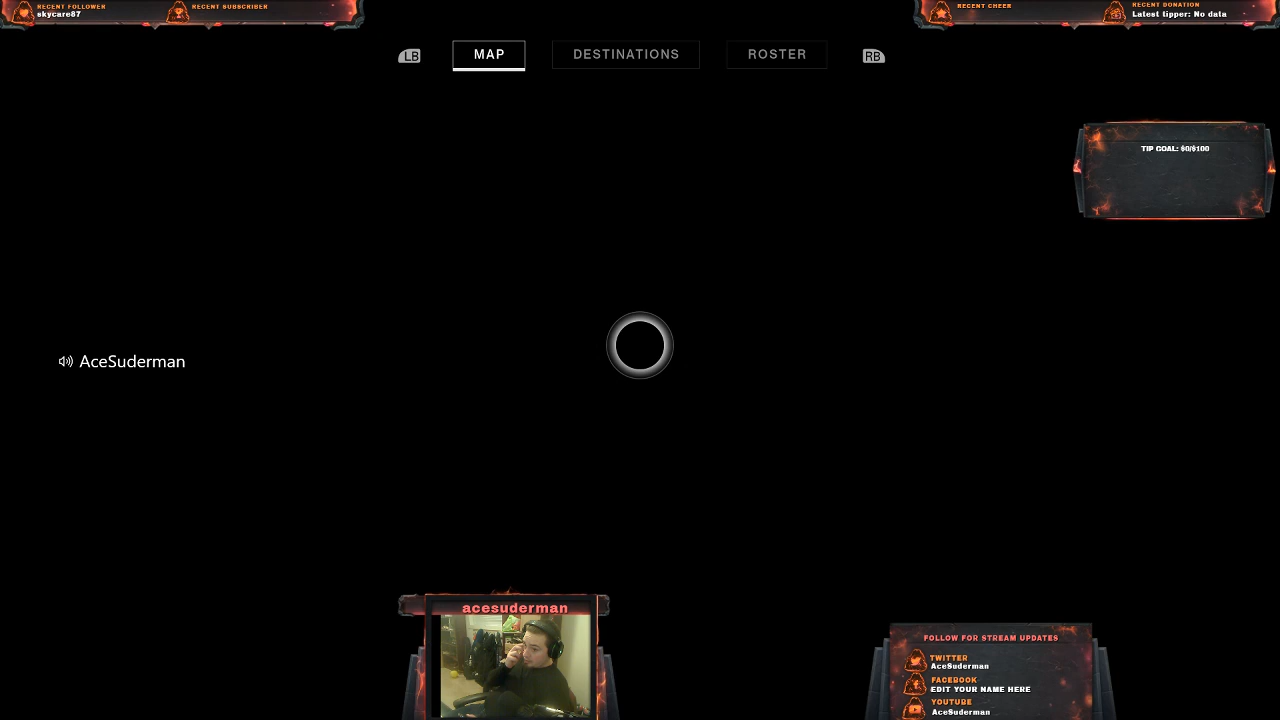 RECENT FOLLOWER
skycare87
RECENT SUBSCRIBER
RECENT CHEER
RECENT DONATION
Latest tipper: No data
LB
MAP
DESTINATIONS
ROSTER
RB
TIP GOAL: $0/$100
AceSuderman
acesuderman
FOLLOW FOR STREAM UPDATES
TWITTER
AceSuderman
FACEBOOK
EDIT YOUR NAME HERE
YOUTUBE
AceSuderman